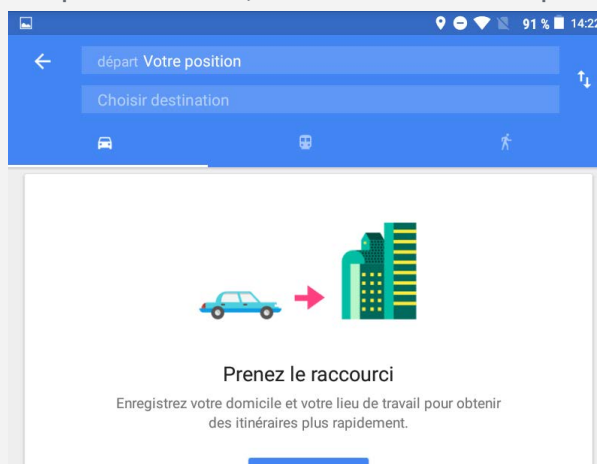 91 % 14:22
départ Votre position
Choisir destination
Prenez le raccourci
Enregistrez votre domicile et votre lieu de travail pour obtenir
des itinéraires plus rapidement.